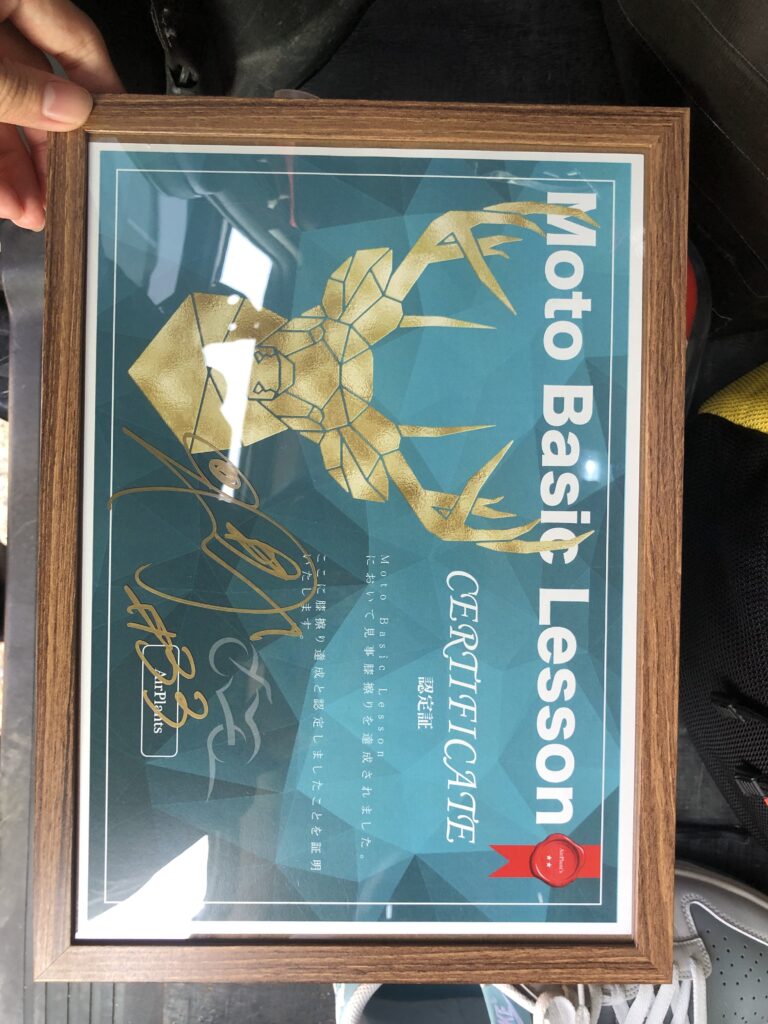 Moto Basic Lesson
CERTIFICATE
認定証
Moto Basic Lesson
において見事膝擦りを達成されました。
ここに膝擦り達成と認定しましたことを証明
いたします
#33
AirPlants
AirPlants